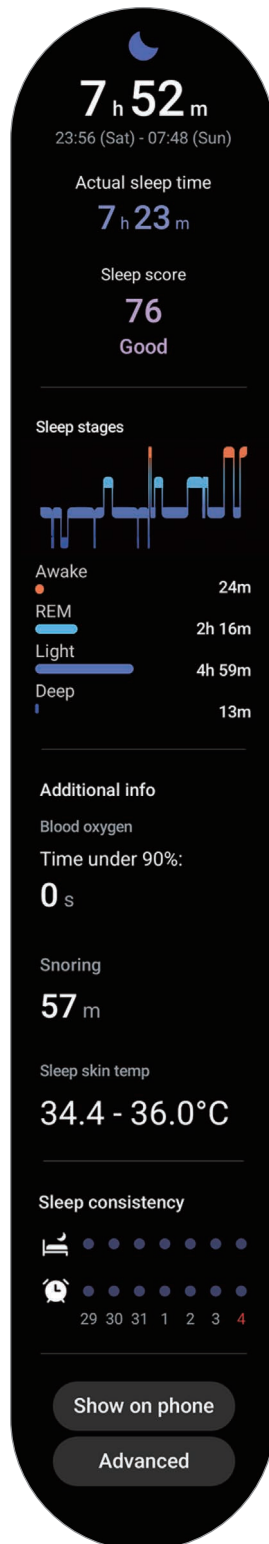 7 h 52 m
23:56 (Sat) - 07:48 (Sun)
Actual sleep time
7 h 23 m
Sleep score
76
Good
Sleep stages
Awake
24m
REM
2h 16m
Light
4h 59m
Deep
13m
Additional info
Blood oxygen
Time under 90%:
0 s
Snoring
57 m
Sleep skin temp
34.4 - 36.0°C
Sleep consistency
29 30 31 1 2 3 4
Show on phone
Advanced